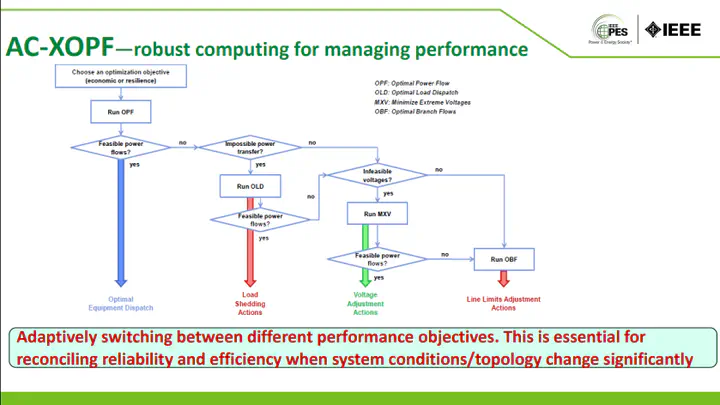 IEEE
PES
Power & Energy Society®
IEEE
AC-XOPF—robust computing for managing performance
Choose an optimization objective
(economic or resilience)
OPF: Optimal Power Flow
OLD: Optimal Load Dispatch
MXV: Minimize Extreme Voltages
OBF: Optimal Branch Flows
Run OPF
Feasible power
flows?
no
Impossible power
transfer?
no
yes
yes
Infeasible
voltages?
no
Run OLD
no
yes
Feasible power
flows?
Run MXV
yes
Feasible power
flows?
no
Run OBF
yes
Optimal
Equipment Dispatch
Load
Shedding
Actions
Voltage
Adjustment
Actions
Line Limits Adjustment
Actions
Adaptively switching between different performance objectives. This is essential for
reconciling reliability and efficiency when system conditions/topology change significantly